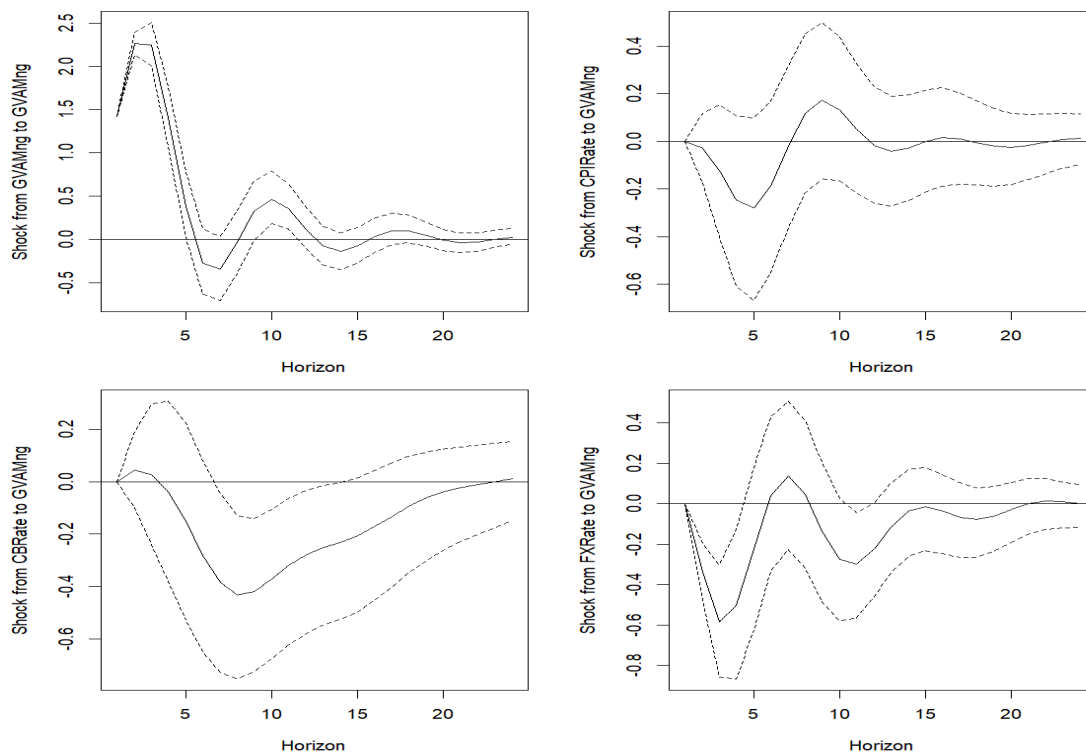 Shock from GVAMng to GVAMng
2.5
2.0
1.5
1.0
0.5
0.0
-0.5
5 10 15 20
Horizon
Shock from CPIRate to GVAMng
0.4
0.2
0.0
-0.2
-0.4
-0.6
5 10 15 20
Horizon
Shock from CBRate to GVAMng
0.2
0.0
-0.2
-0.4
-0.6
5 10 15 20
Horizon
Shock from FXRate to GVAMng
0.4
0.2
0.0
-0.2
-0.4
-0.6
-0.8
5 10 15 20
Horizon